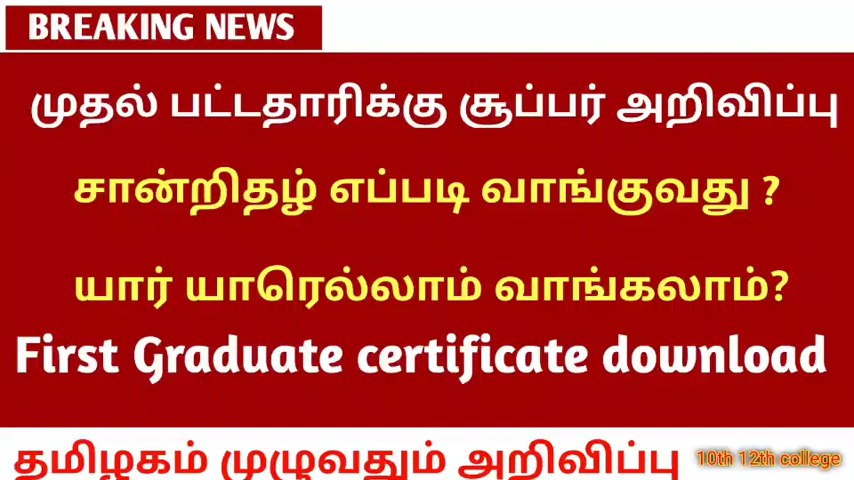 BREAKING NEWS
முதல் பட்டதாரிக்கு சூப்பர் அறிவிப்பு
சான்றிதழ் எப்படி வாங்குவது ?
யார் யாரெல்லாம் வாங்கலாம்?
First Graduate certificate download
தமிழகம் முழுவதும் அறிவிப்பு 10th 12th college